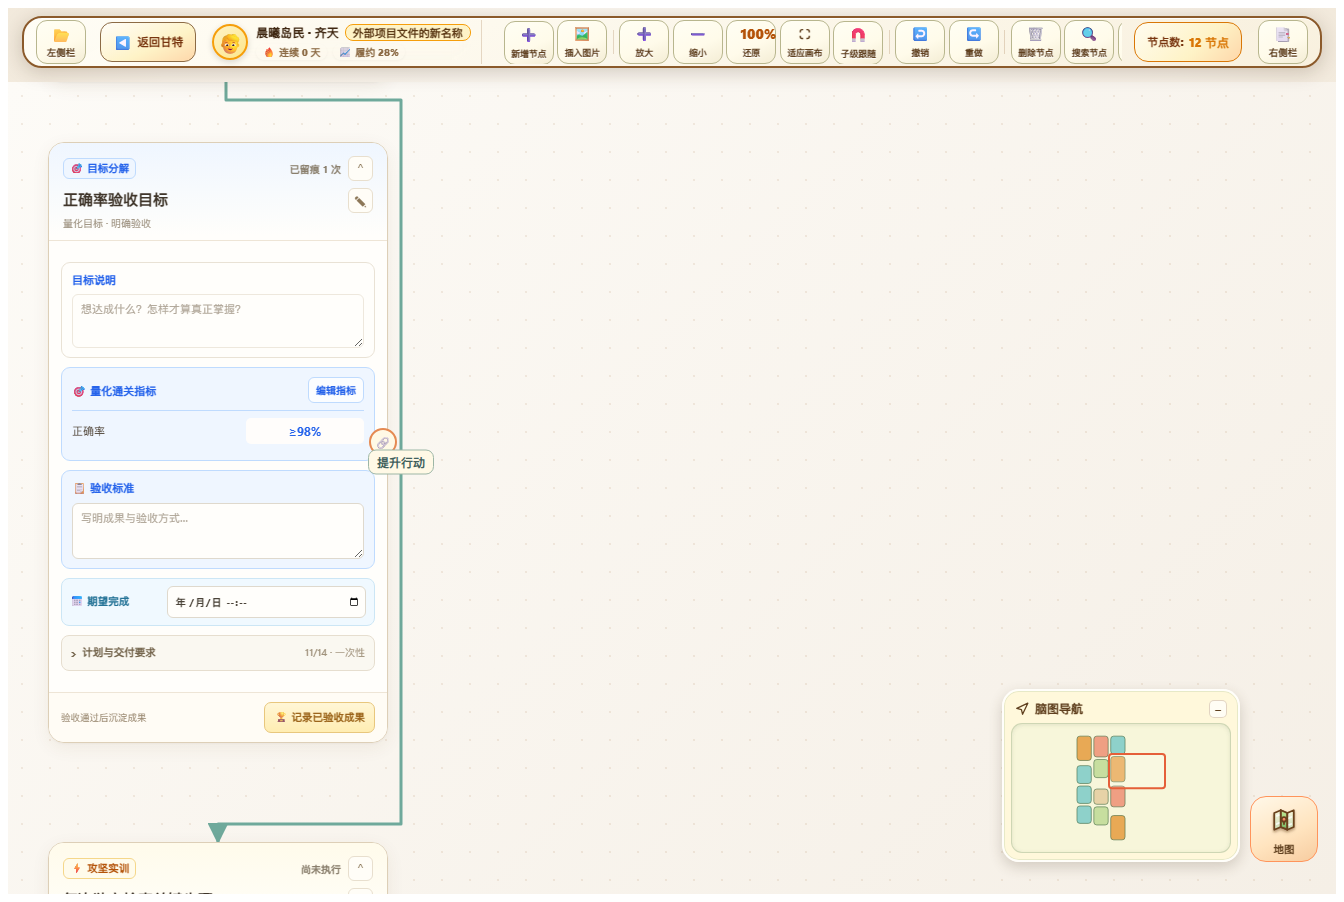 左侧栏
返回甘特
晨曦岛民 · 齐天 外部项目文件的新名称
连续 0 天 履约 28%
新增节点
插入图片
放大
缩小
100%
还原
适应画布
子级跟随
撤销
重做
删除节点
搜索节点
节点数: 12 节点
右侧栏
目标分解
已留痕 1 次
正确率验收目标
量化目标 · 明确验收
目标说明
想达成什么？怎样才算真正掌握？
量化通关指标
编辑指标
正确率
≥98%
提升行动
验收标准
写明成果与验收方式...
期望完成
年 /月/日 --:--
计划与交付要求
11/14 · 一次性
验收通过后沉淀成果
记录已验收成果
脑图导航
地图
攻坚实训
尚未执行